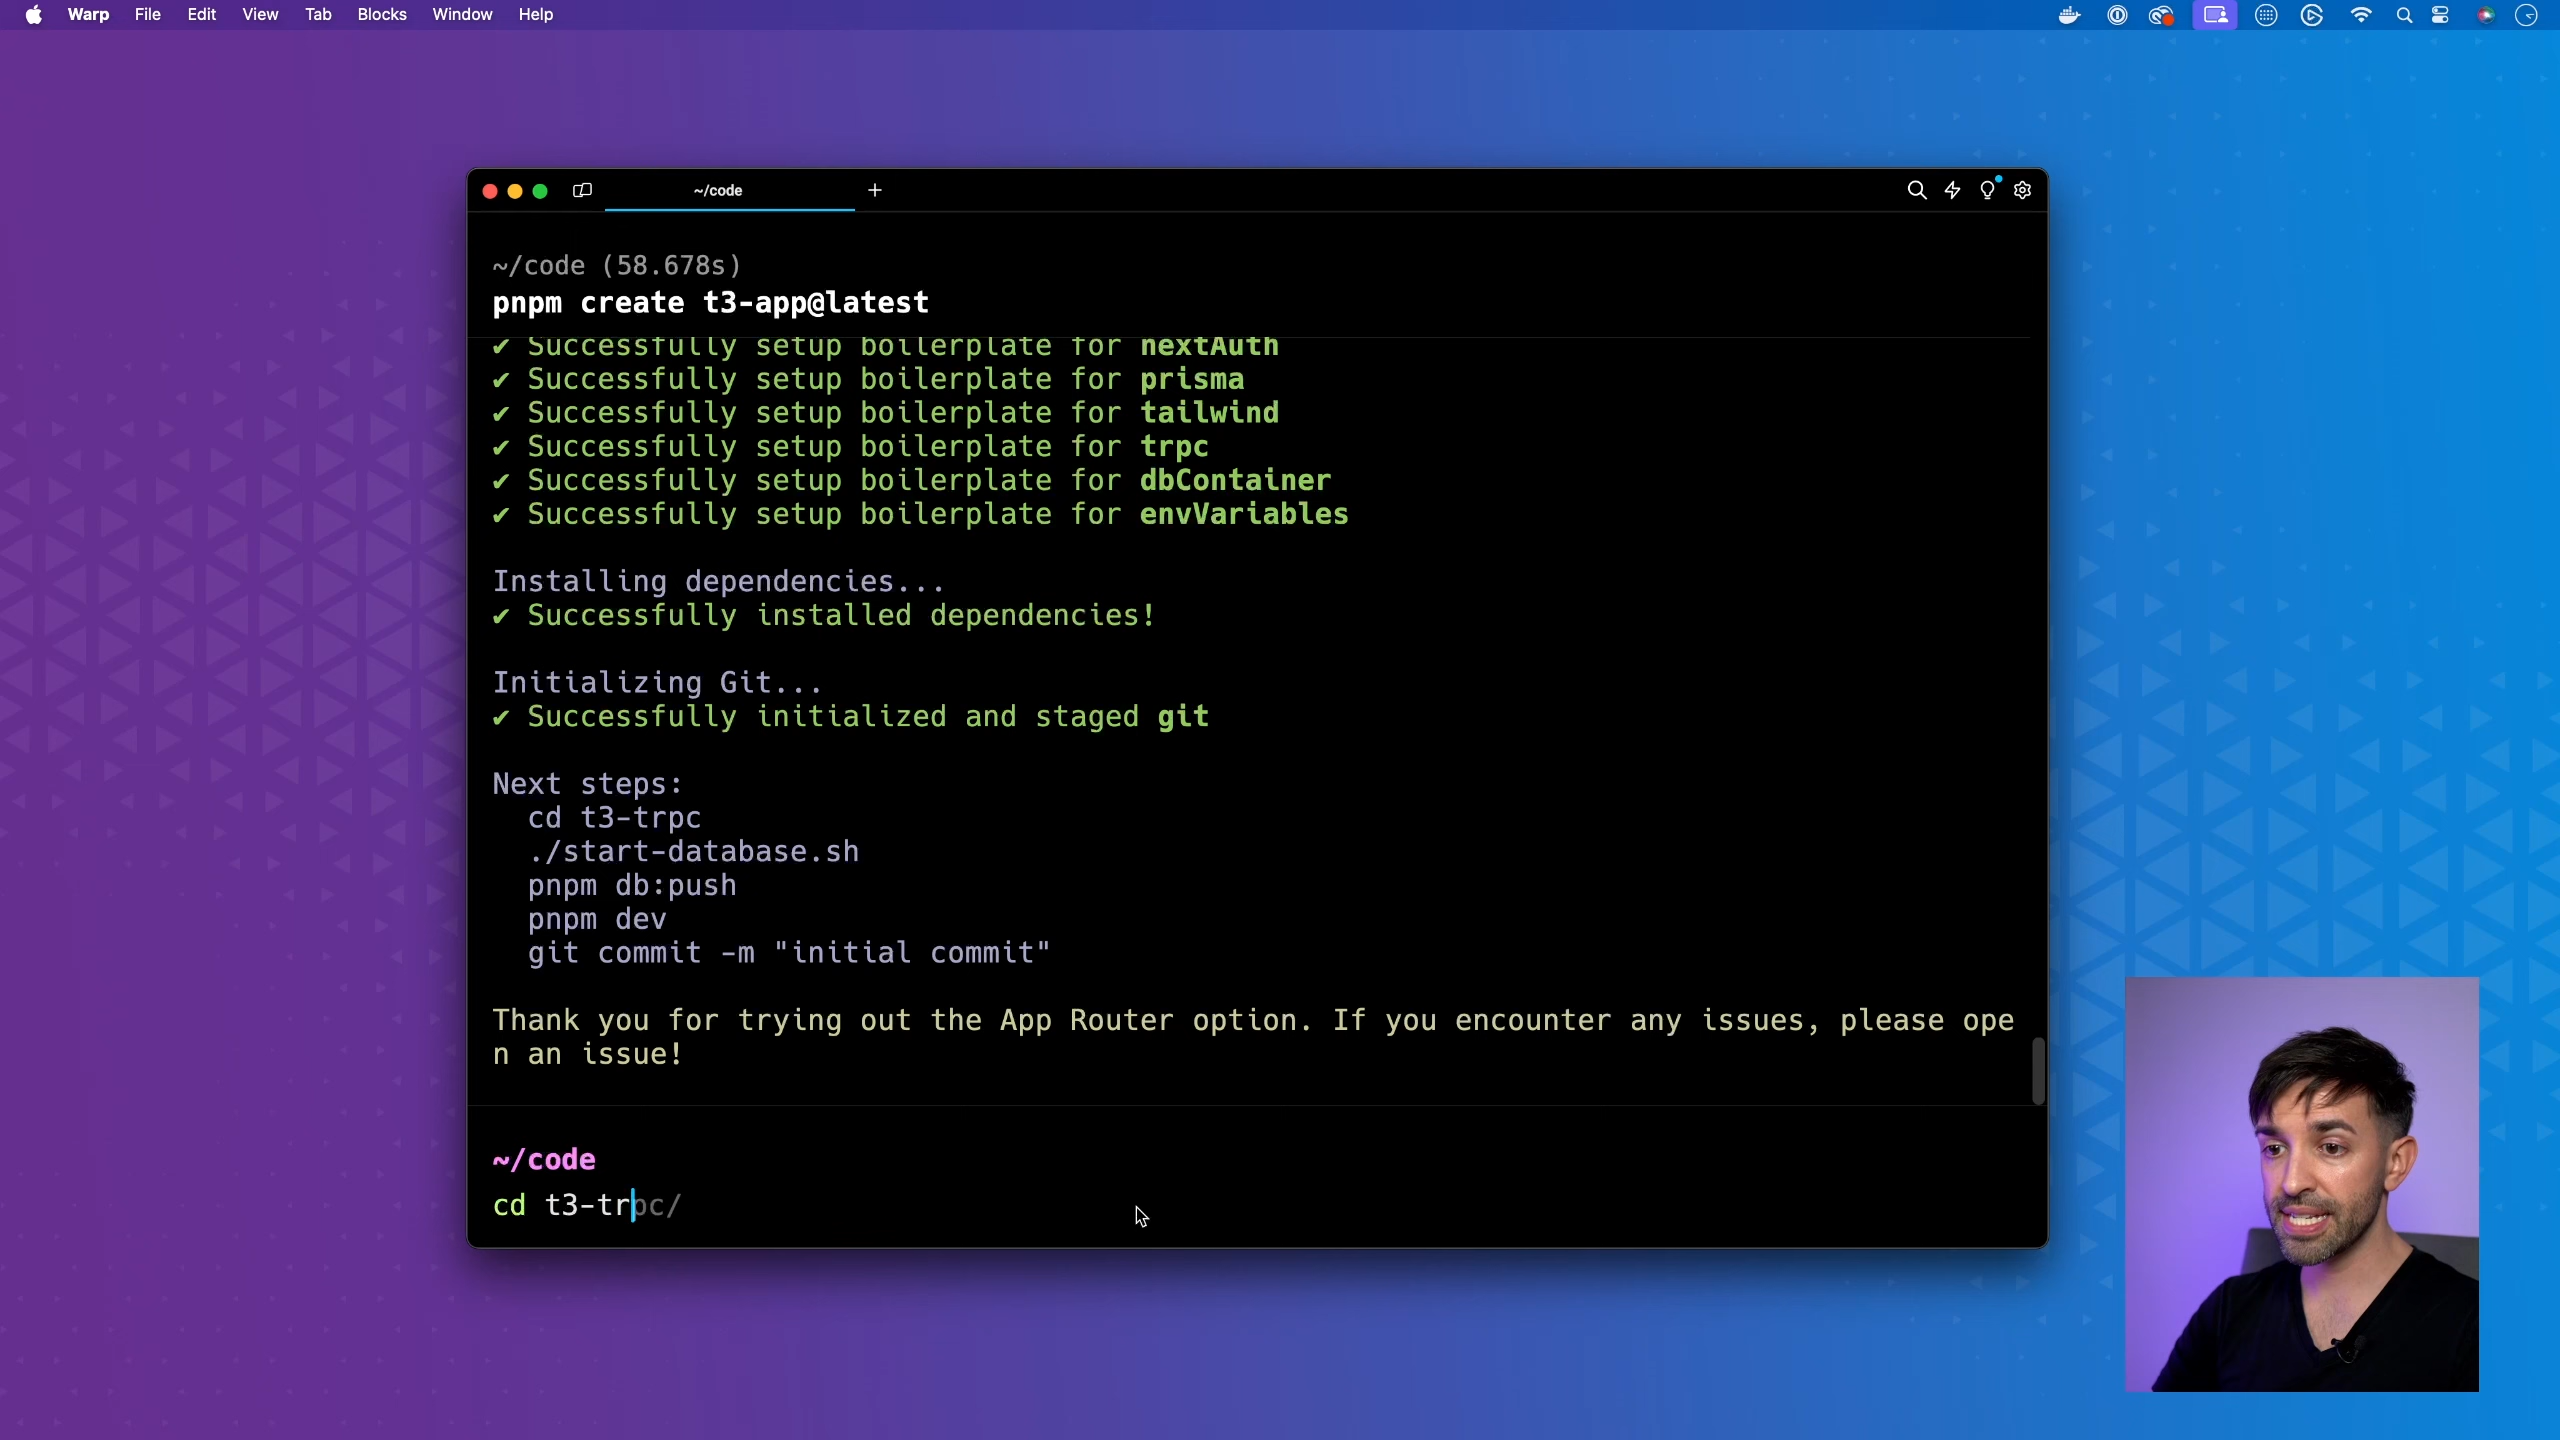 Warp File Edit View Tab Blocks Window Help
~/code
~/code (58.678s)
pnpm create t3-app@latest
✔ Successfully setup boilerplate for nextAuth
✔ Successfully setup boilerplate for prisma
✔ Successfully setup boilerplate for tailwind
✔ Successfully setup boilerplate for trpc
✔ Successfully setup boilerplate for dbContainer
✔ Successfully setup boilerplate for envVariables
Installing dependencies...
✔ Successfully installed dependencies!
Initializing Git...
✔ Successfully initialized and staged git
Next steps:
cd t3-trpc
./start-database.sh
pnpm db:push
pnpm dev
git commit -m "initial commit"
Thank you for trying out the App Router option. If you encounter any issues, please ope
n an issue!
~/code
cd t3-trpc/